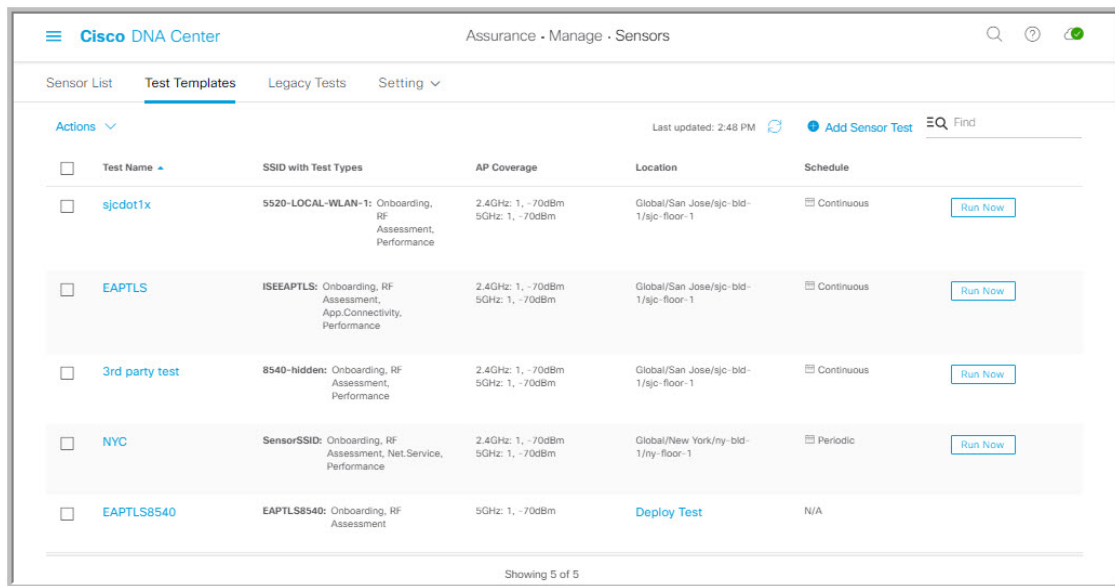 Cisco DNA Center
Assurance • Manage · Sensors
Sensor List Test Templates Legacy Tests Setting
Actions
Last updated: 2:48 PM
Add Sensor Test
Find
Test Name SSID with Test Types AP Coverage Location Schedule
sjcdot1x
5520-LOCAL-WLAN-1: Onboarding,
RF
Assessment,
Performance
2.4GHz: 1, -70dBm
5GHz: 1, -70dBm
Global/San Jose/sjc-bld-
1/sjc-floor-1
Continuous
Run Now
EAPTLS
ISEEAPTLS: Onboarding, RF
Assessment,
App.Connectivity,
Performance
2.4GHz: 1, -70dBm
5GHz: 1, -70dBm
Global/San Jose/sjc-bld-
1/sjc-floor-1
Continuous
Run Now
3rd party test
8540-hidden: Onboarding, RF
Assessment,
Performance
2.4GHz: 1, -70dBm
5GHz: 1, -70dBm
Global/San Jose/sjc-bld-
1/sjc-floor-1
Continuous
Run Now
NYC
SensorSSID: Onboarding, RF
Assessment, Net.Service,
Performance
2.4GHz: 1, -70dBm
5GHz: 1, -70dBm
Global/New York/ny-bld-
1/ny-floor-1
Periodic
Run Now
EAPTLS8540
EAPTLS8540: Onboarding, RF
Assessment
5GHz: 1, -70dBm
Deploy Test
N/A
Showing 5 of 5